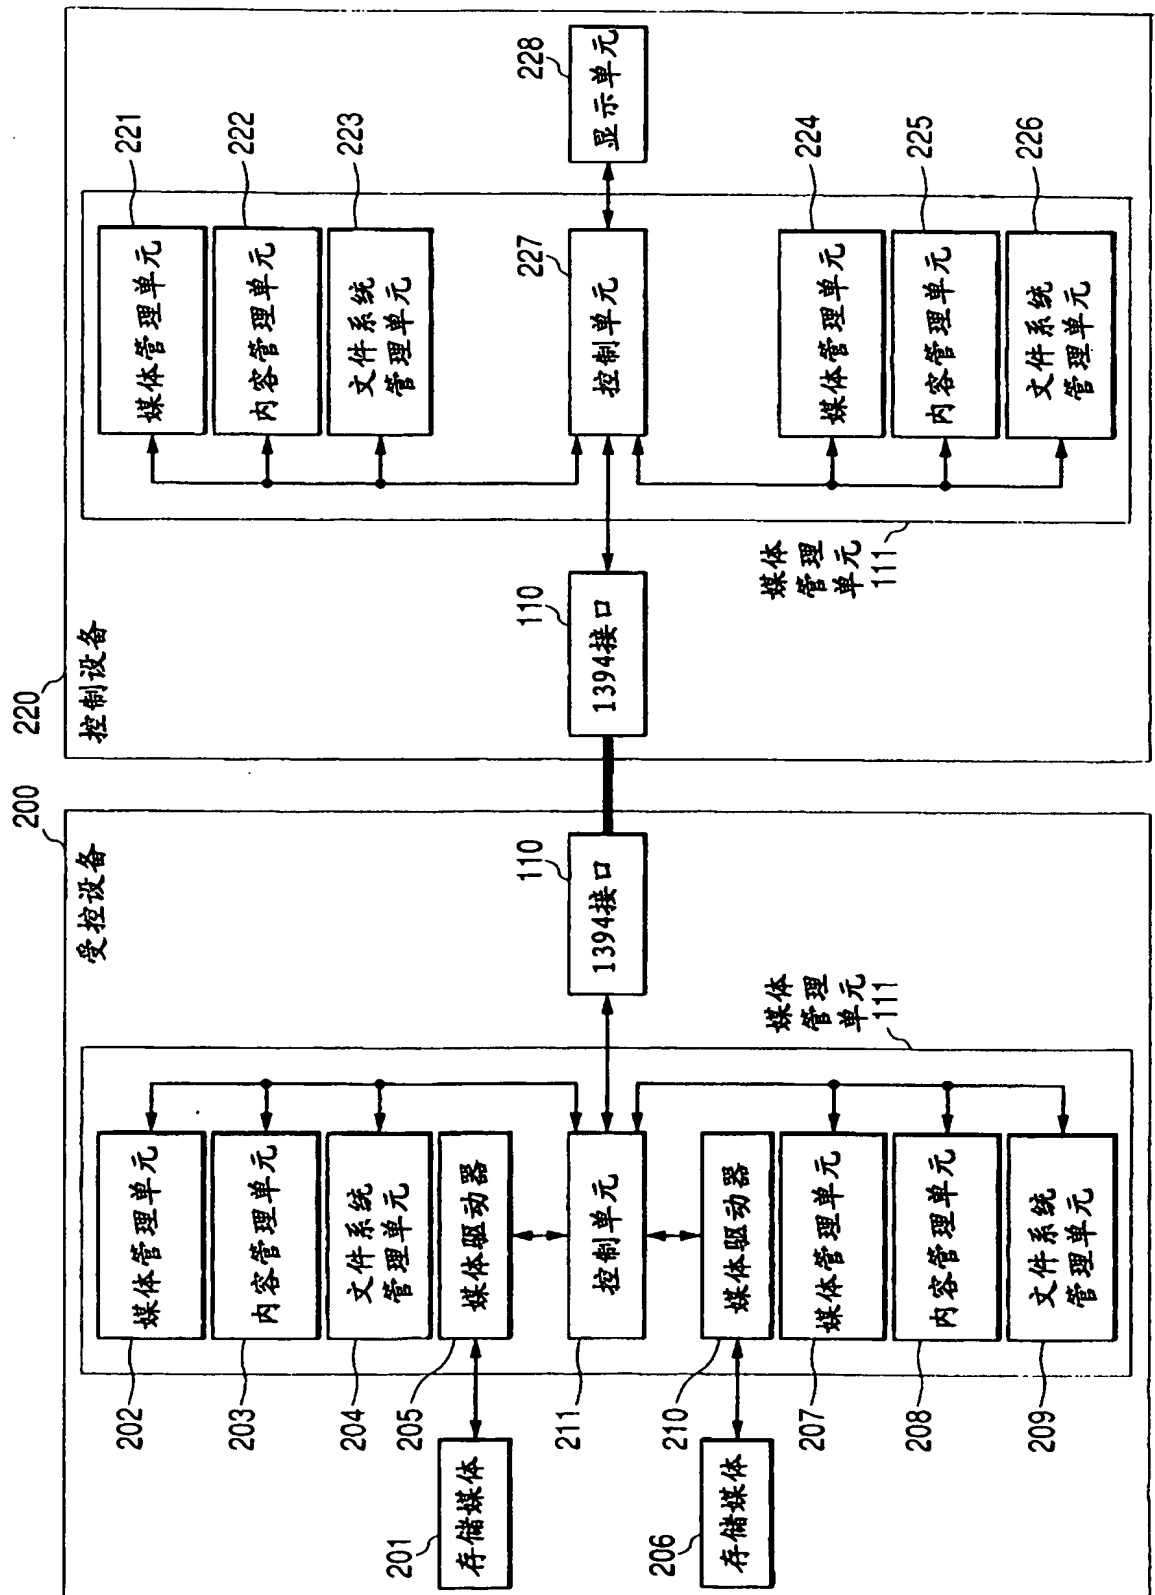 200
受控设备
202
媒体管理单元
203
内容管理单元
204
文件系统
管理单元
205
媒体驱动器
201
存储媒体
211
控制单元
110
1394接口
210
媒体驱动器
206
存储媒体
207
媒体管理单元
208
内容管理单元
209
文件系统
管理单元
媒体
管理
单元
111
220
控制设备
媒体管理单元
221
内容管理单元
222
文件系统
管理单元
223
110
1394接口
控制单元
227
显示单元
228
媒体管理单元
224
内容管理单元
225
文件系统
管理单元
226
媒体
管理
单元
111